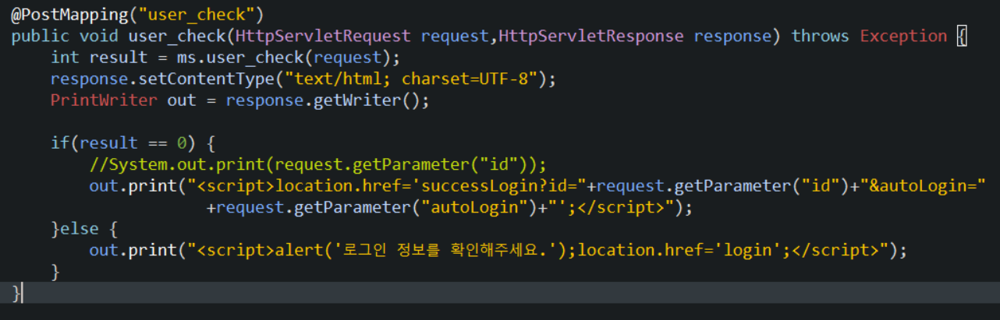 @PostMapping("user_check")
public void user_check(HttpServletRequest request,HttpServletResponse response) throws Exception {
    int result = ms.user_check(request);
    response.setContentType("text/html; charset=UTF-8");
    PrintWriter out = response.getWriter();

    if(result == 0) {
        //System.out.print(request.getParameter("id"));
        out.print("<script>location.href='successLogin?id="+request.getParameter("id")+"&autoLogin="
                +request.getParameter("autoLogin")+"';</script>");
    }else {
        out.print("<script>alert('로그인 정보를 확인해주세요.');location.href='login';</script>");
    }
}